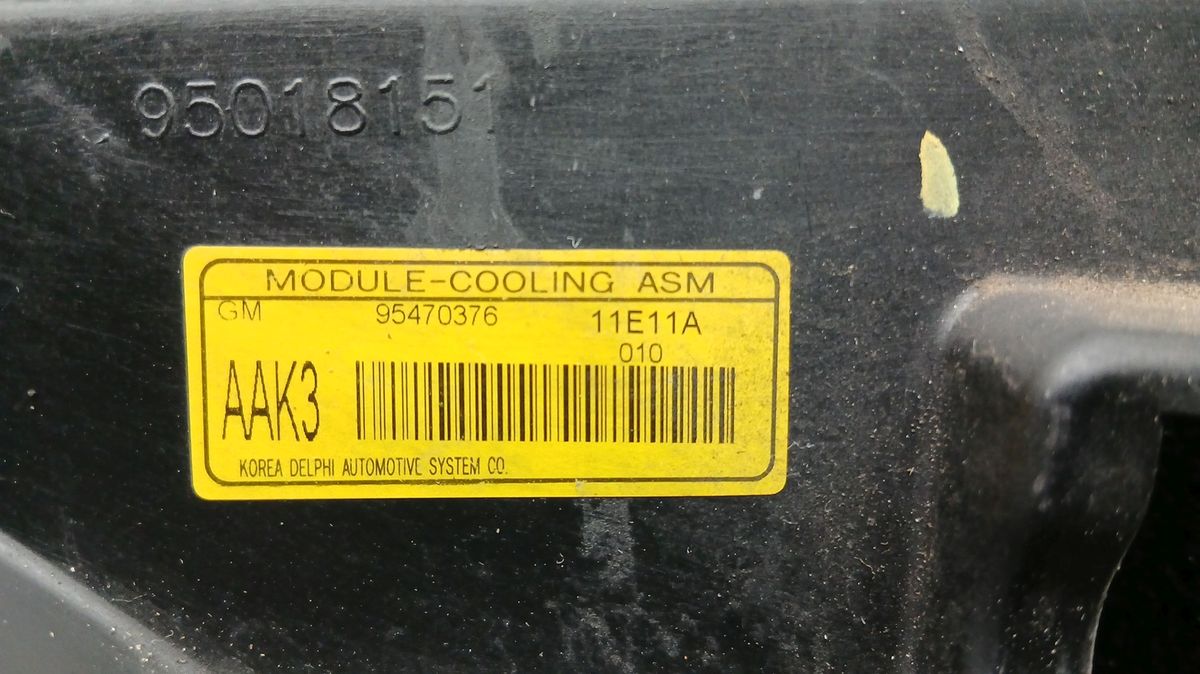 95018151
MODULE-COOLING ASM
GM 95470376 11E11A
010
AAK3
KOREA DELPHI AUTOMOTIVE SYSTEM CO.